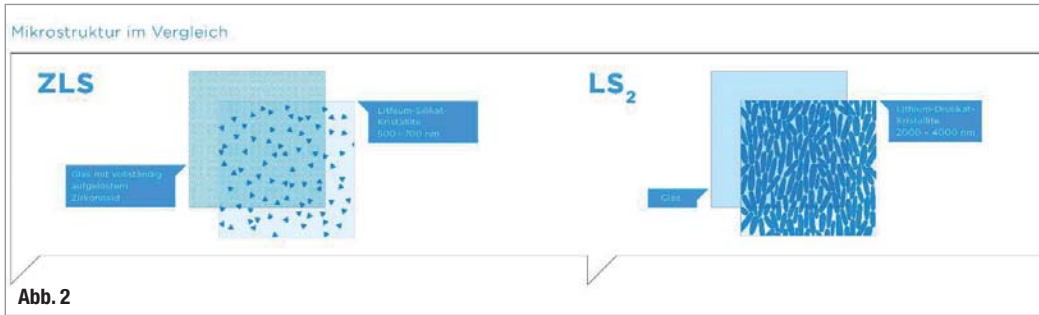 Mikrostruktur im Vergleich
ZLS
Lithium-Silikat-
Kristallite
500 - 700 nm
Glas mit vollständig
aufgelöstem
Zirkonoxid
LS2
Lithium-Disilikat-
Kristallite
2000 - 4000 nm
Glas
Abb. 2